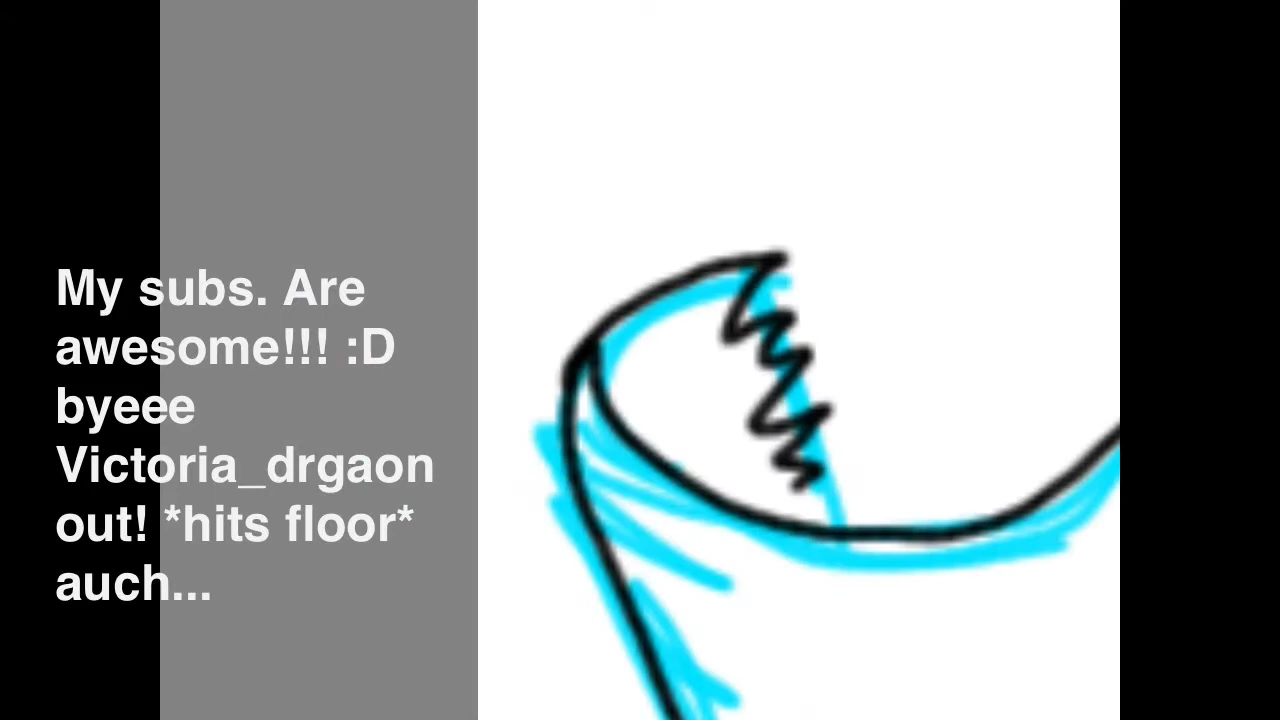 My subs. Are
awesome!!! :D
byeee
Victoria_drgaon
out! *hits floor*
auch...